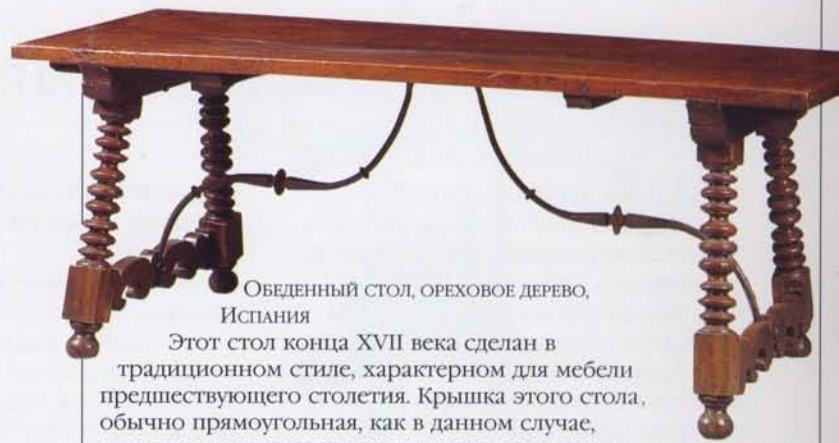 Обеденный стол, ореховое дерево,
Испания
Этот стол конца XVII века сделан в
традиционном стиле, характерном для мебели
предшествующего столетия. Крышка этого стола,
обычно прямоугольная, как в данном случае,